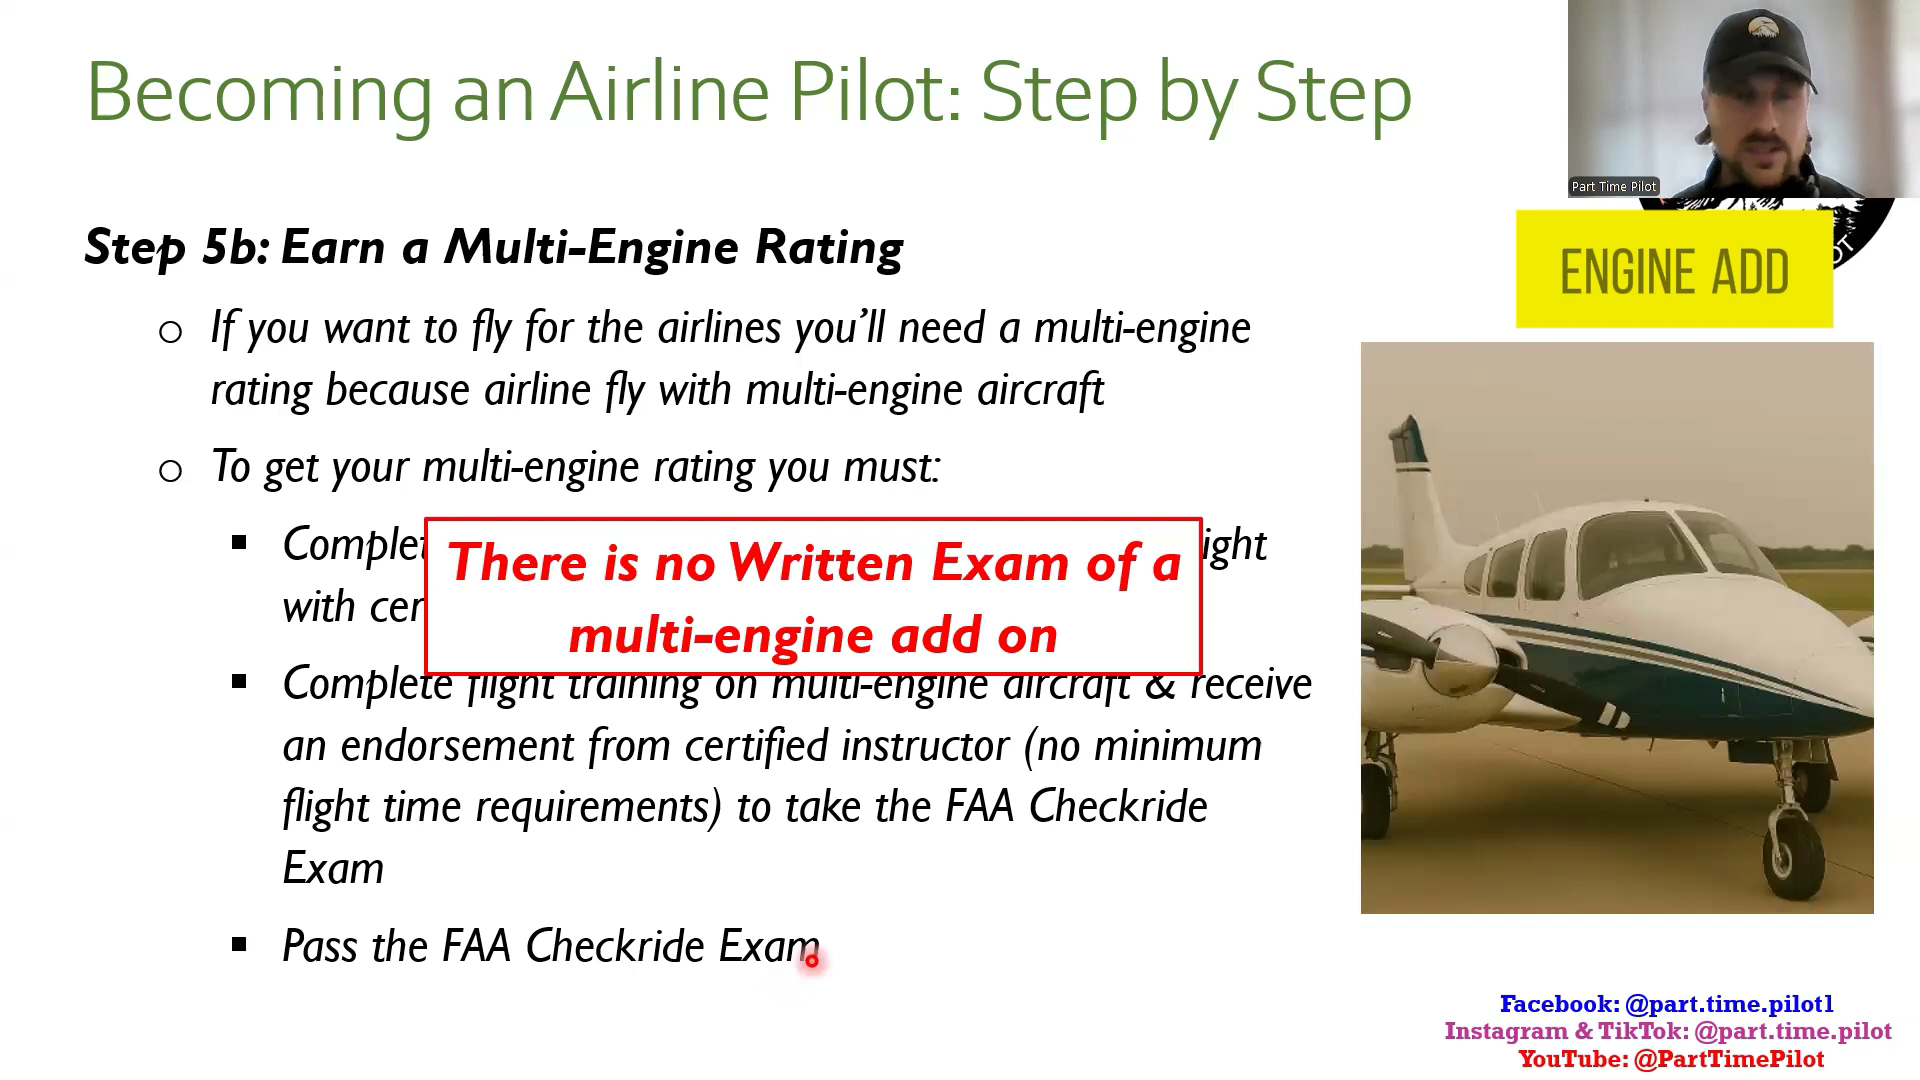 Becoming an Airline Pilot: Step by Step
Part Time Pilot
OT
ENGINE ADD
Step 5b: Earn a Multi-Engine Rating
If you want to fly for the airlines you’ll need a multi-engine
rating because airline fly with multi-engine aircraft
To get your multi-engine rating you must:
Complet ight
with cer
There is no Written Exam of a
multi-engine add on
Complete flight training on multi-engine aircraft & receive
an endorsement from certified instructor (no minimum
flight time requirements) to take the FAA Checkride
Exam
Pass the FAA Checkride Exam
Facebook: @part.time.pilot1
Instagram & TikTok: @part.time.pilot
YouTube: @PartTimePilot